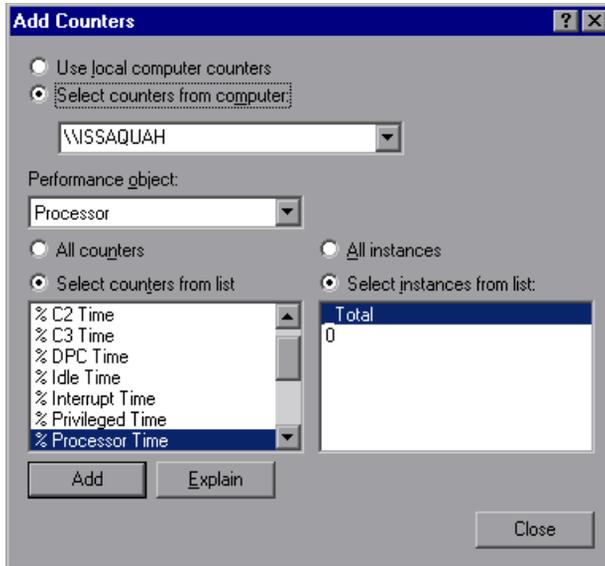 Add Counters
Use local computer counters
Select counters from computer:
\\ISSAQUAH
Performance object:
Processor
All counters
All instances
Select counters from list
Select instances from list:
% C2 Time
% C3 Time
% DPC Time
% Idle Time
% Interrupt Time
% Privileged Time
% Processor Time
_Total
0
Add
Explain
Close